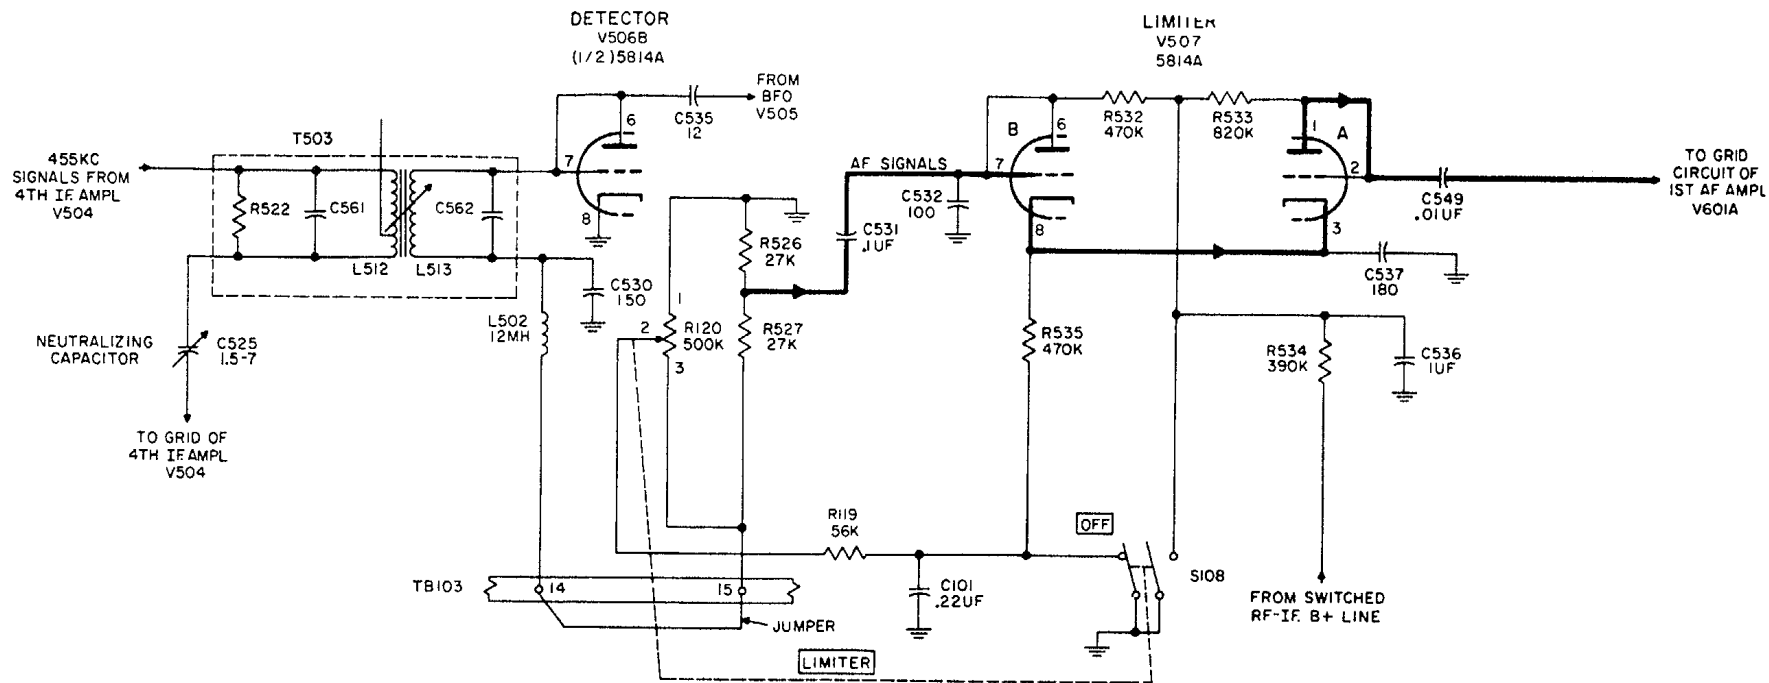 DETECTOR
V506B
(1/2)5814A
LIMITER
V507
5814A
FROM
BFO
V505
C535
12
6
7
8
T503
455KC
SIGNALS FROM
4TH I.F. AMPL
V504
R522
C561
C562
L512
L513
C530
150
L502
12MH
NEUTRALIZING
CAPACITOR
C525
1.5-7
TO GRID OF
4TH I.F. AMPL
V504
R526
27K
R527
27K
1
2
3
R120
500K
AF SIGNALS
C531
.1UF
C532
100
B
6
7
8
R532
470K
R533
820K
1
A
2
3
C549
.01UF
TO GRID
CIRCUIT OF
1ST AF AMPL
V601A
C537
180
R535
470K
R534
390K
C536
1UF
R119
56K
OFF
C101
.22UF
S108
FROM SWITCHED
RF-I.F. B+ LINE
TB103
14
15
JUMPER
LIMITER